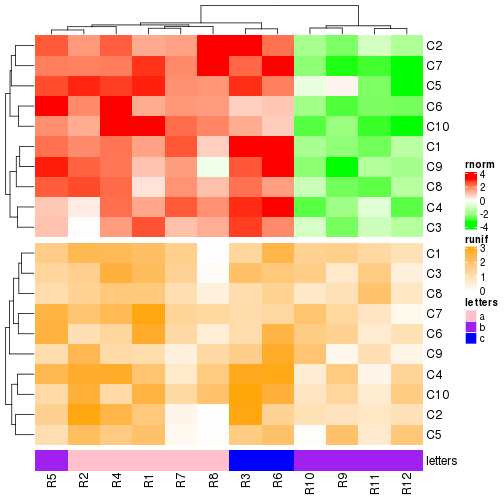 C2
C7
C5
C6
C10
C1
C9
C8
C4
C3
C1
C3
C8
C7
C6
C9
C4
C10
C2
C5
letters
R5 R2 R4 R1 R7 R8 R3 R6 R10 R9 R11 R12
rnorm
4
2
0
-2
-4
runif
3
2
1
0
letters
a
b
c